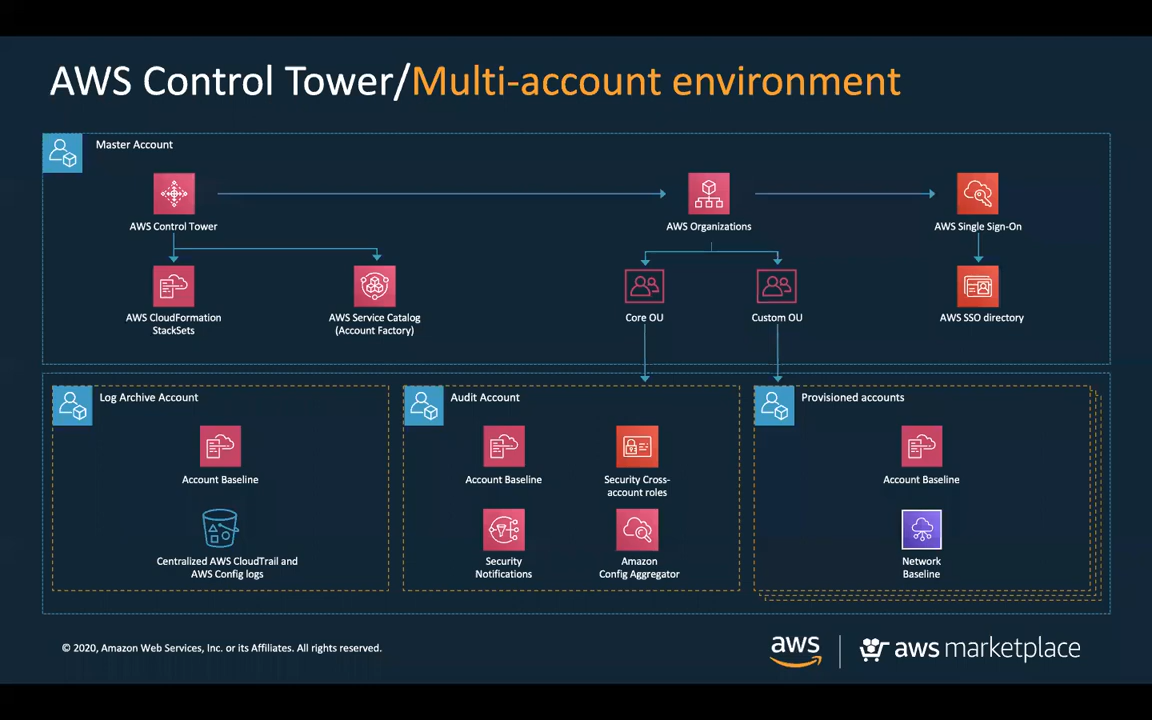 AWS Control Tower/Multi-account environment
Master Account
AWS Control Tower
AWS Organizations
AWS Single Sign-On
AWS CloudFormation
StackSets
AWS Service Catalog
(Account Factory)
Core OU
Custom OU
AWS SSO directory
Log Archive Account
Account Baseline
Centralized AWS CloudTrail and
AWS Config logs
Audit Account
Account Baseline
Security Cross-
account roles
Security
Notifications
Amazon
Config Aggregator
Provisioned accounts
Account Baseline
Network
Baseline
© 2020, Amazon Web Services, Inc. or its Affiliates. All rights reserved.
aws
aws marketplace